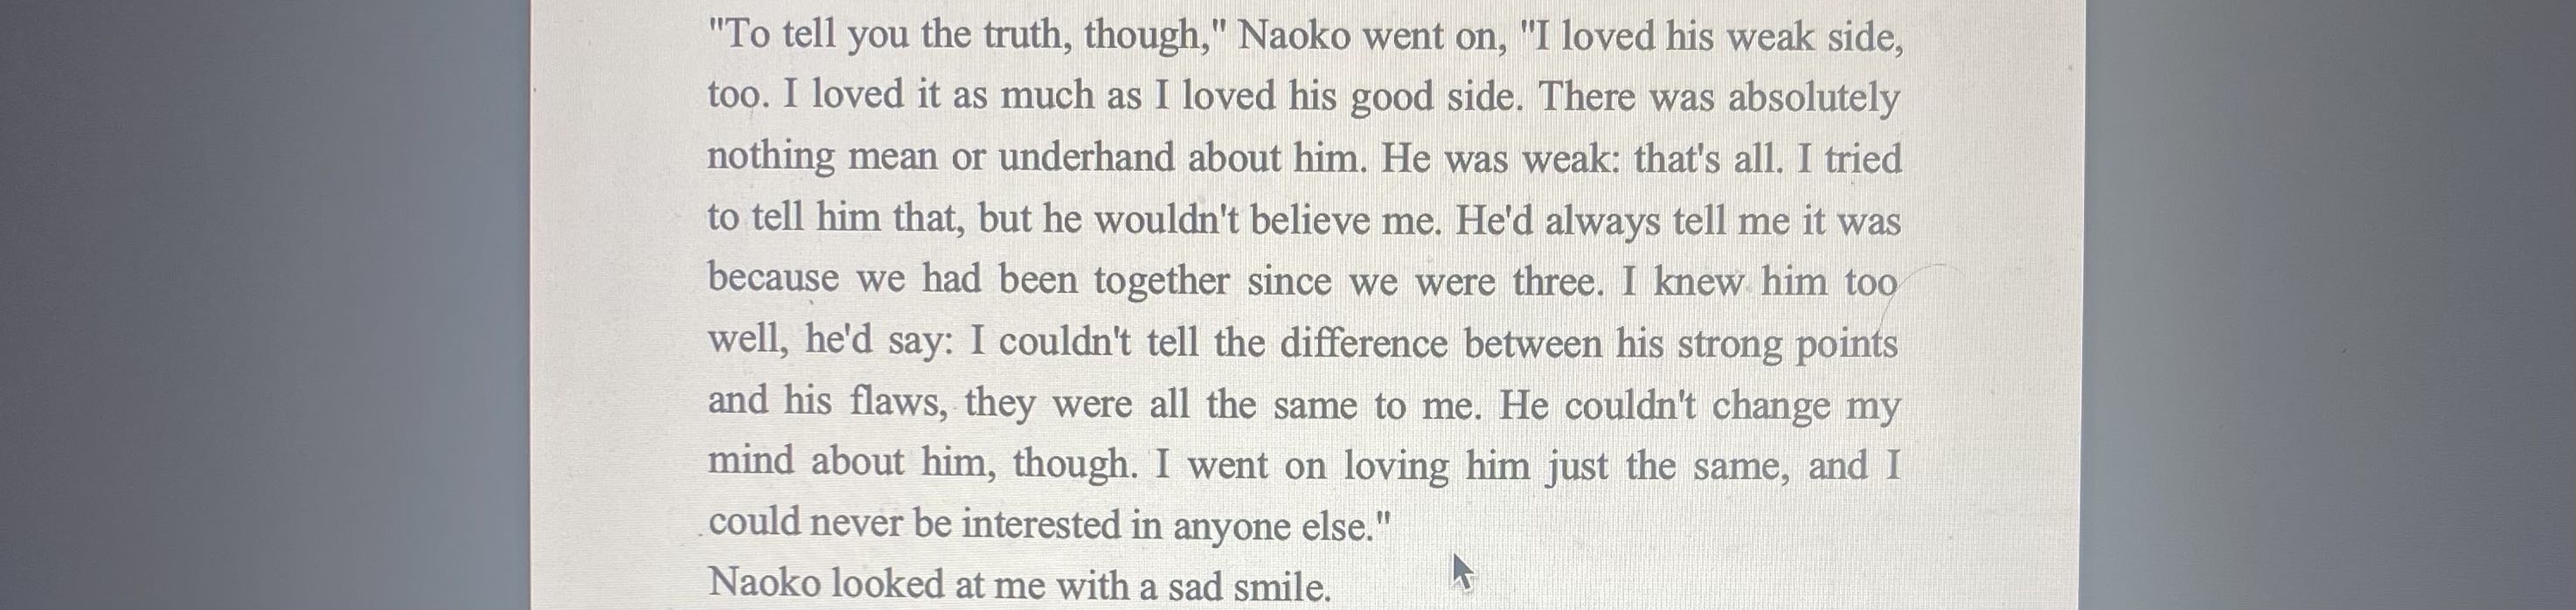 "To tell you the truth, though," Naoko went on, "I loved his weak side,
too. I loved it as much as I loved his good side. There was absolutely
nothing mean or underhand about him. He was weak: that's all. I tried
to tell him that, but he wouldn't believe me. He'd always tell me it was
because we had been together since we were three. I knew him too
well, he'd say: I couldn't tell the difference between his strong points
and his flaws, they were all the same to me. He couldn't change my
mind about him, though. I went on loving him just the same, and I
could never be interested in anyone else."
Naoko looked at me with a sad smile.